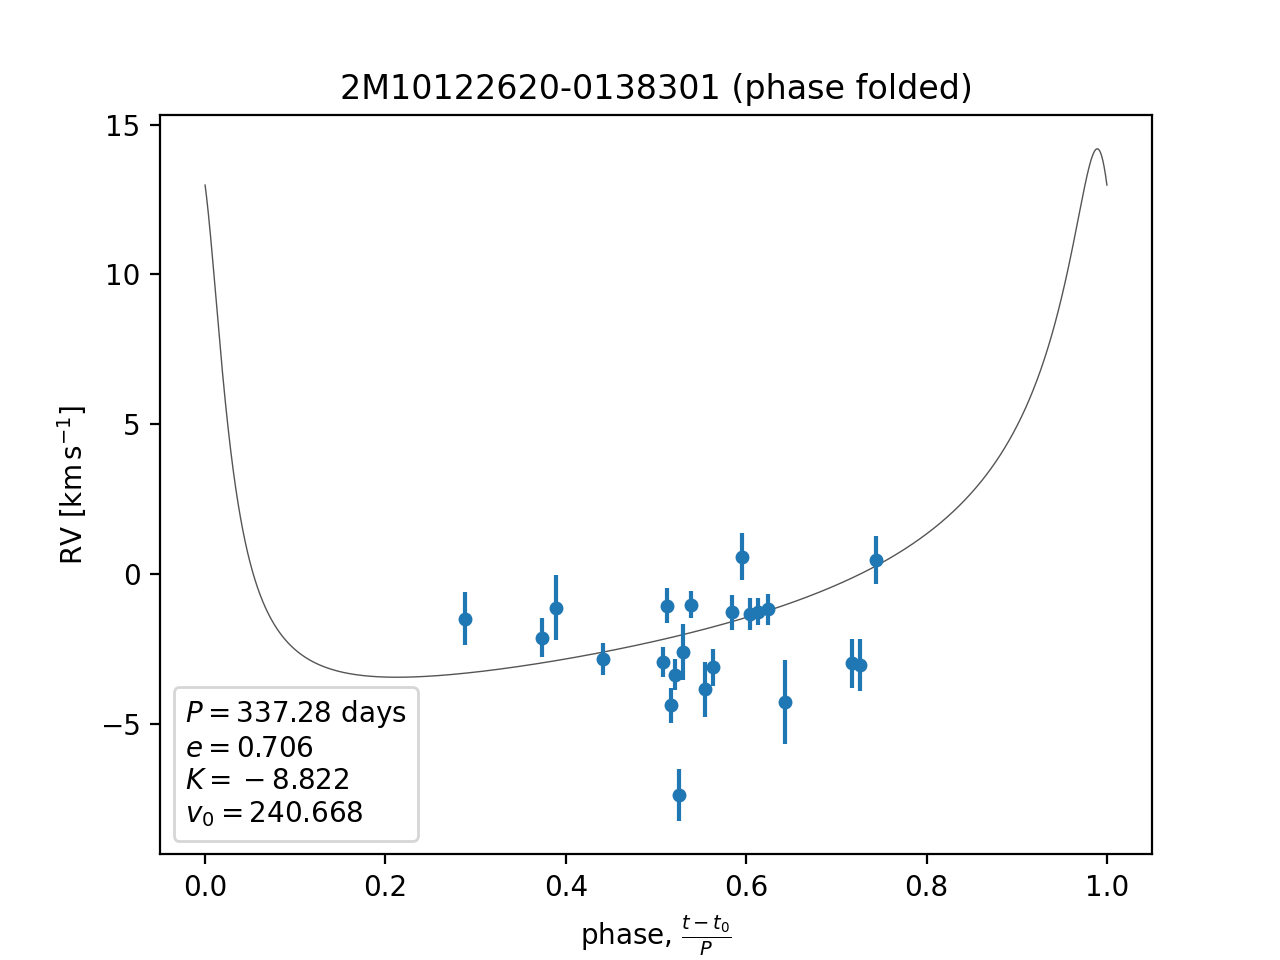 2M10122620-0138301 (phase folded)
15
10
5
0
−5
RV [km s⁻¹]
P = 337.28 days
e = 0.706
K = −8.822
v₀ = 240.668
0.0 0.2 0.4 0.6 0.8 1.0
phase, (t − t₀)/P